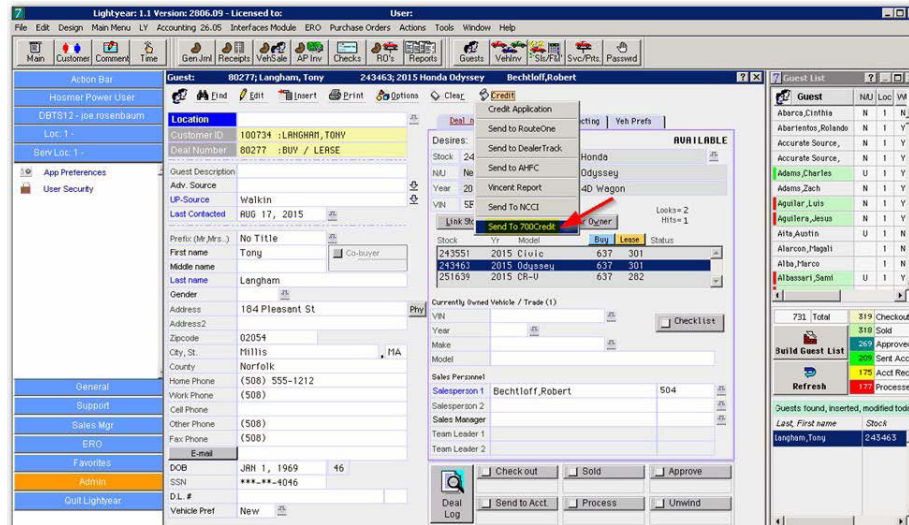 Lightyear: 1.1 Version: 2806.09 - Licensed to: User:
File Edit Design Main Menu LY Accounting 26.05 Interfaces Module ERO Purchase Orders Actions Tools Window Help
Main Customer Comment Time Gen Jrnl Receipts VehSale AP Inv Checks RO's Reports Guests VehInv Sls/F&I Svc/Prts. Passwrd
Action Bar
Hosmer Power User
DBTS12 - joe rosenbaum
Loc: 1 -
Serv Loc: 1 -
App Preferences
User Security
General
Support
Sales Mgr
ERO
Favorites
Admin
Quit Lightyear
Guest: 80277; Langham, Tony 243463; 2015 Honda Odyssey Bechtloff,Robert
Find Edit Insert Print Options Clear Credit
Location
Customer ID 100734 :LANGHAM,TONY
Deal Number 80277 :BUY / LEASE
Guest Description
Adv. Source
UP-Source Walkin
Last Contacted AUG 17, 2015
Prefix (Mr,Mrs..) No Title
First name Tony Co-buyer
Middle name
Last name Langham
Gender
Address 184 Pleasant St Phy
Address2
Zipcode 02054
City, St. Millis , MA
County Norfolk
Home Phone (508) 555-1212
Work Phone (508)
Cell Phone
Other Phone (508)
Fax Phone (508)
E-mail
DOB JAN 1, 1969 46
SSN ***-**-4046
D.L. #
Vehicle Pref New
Credit Application
Send to RouteOne
Send to DealerTrack
Send to AHFC
Vincent Report
Send To NCCI
Send To 700Credit
cting Veh Prefs
Desires: AVAILABLE
Stock 24 Honda
N/U Ne Odyssey
Year 20 4D Wagon
VIN 5F
Looks= 2
Hits= 1
Link Sto r Owner
Stock Yr Model Buy Lease Status
243551 2015 Civic 637 301
243463 2015 Odyssey 637 301
251639 2015 CR-V 637 282
Currently Owned Vehicle / Trade (1)
VIN
Year
Make
Model
Checklist
Sales Personnel
Salesperson 1 Bechtloff,Robert 504
Salesperson 2
Sales Manager
Team Leader 1
Team Leader 2
Deal Log
Check out Sold Approve
Send to Acct. Process Unwind
Guest List
Guest N/U Loc
Abarca,Cinthia N 1 N
Abarientos,Rolando N 1 Y
Accurate Source, N 1 Y
Accurate Source, N 1 Y
Adams,Charles U 1 Y
Adams,Zach N 1 Y
Aguilar,Luis N 1 Y
Aguilera,Jesus N 1 Y
Aita,Austin U 1 N
Alarcon,Magali 1 N
Alba,Marco 1 N
Albassari,Sami U 1 Y
731 Total
319 Checkout
318 Sold
269 Approve
209 Sent Acc
175 Acct Rec
177 Processe
Build Guest List
Refresh
Guests found, inserted, modified toda
Last, First name Stock
Langham,Tony 243463